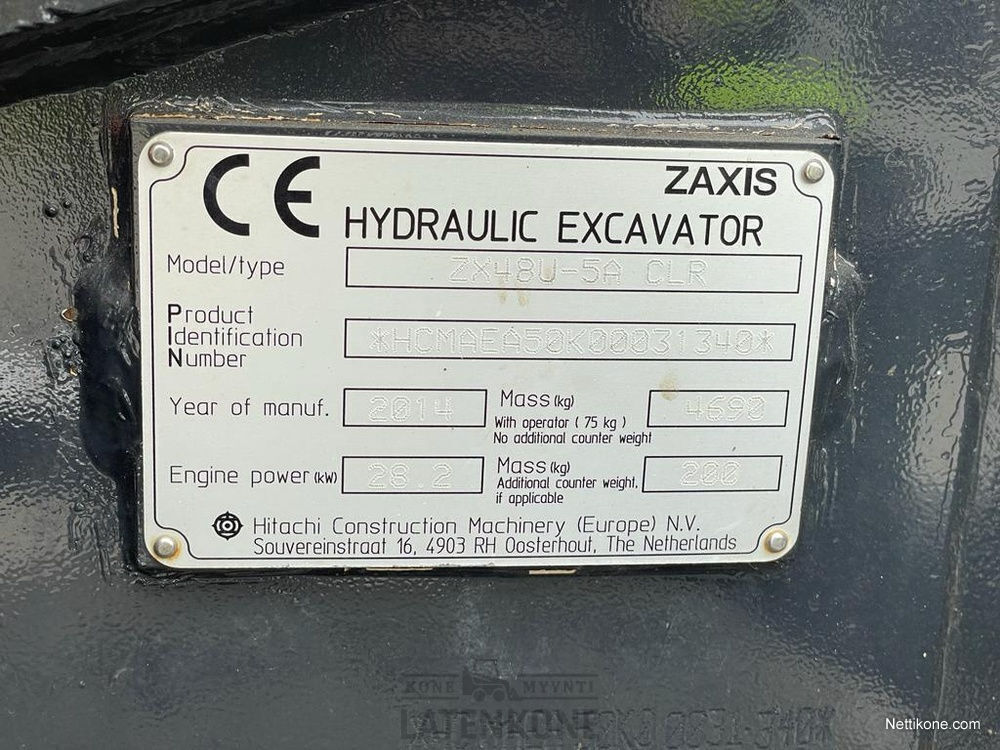 CE
ZAXIS
HYDRAULIC EXCAVATOR
Model/type ZX48U-5A CLR
Product
Identification
Number
*HCMAEA50K00031340*
Year of manuf. 2014 Mass (kg) 4690
With operator ( 75 kg )
No additional counter weight
Engine power (kW) 28.2 Mass (kg) 200
Additional counter weight,
if applicable
Hitachi Construction Machinery (Europe) N.V.
Souvereinstraat 16, 4903 RH Oosterhout, The Netherlands
KONE MYYNTI
LATENKONE
Nettikone.com